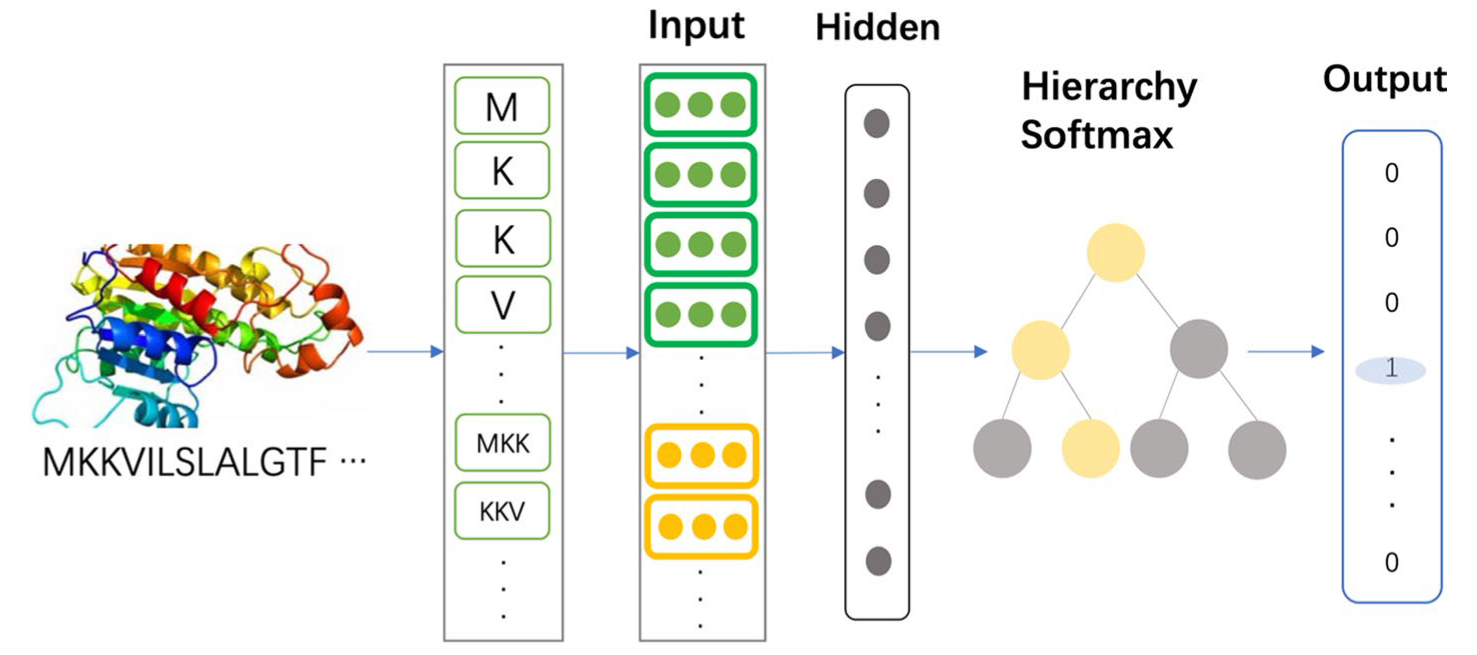 Input
Hidden
Hierarchy
Softmax
Output
M
K
K
V
.
.
.
MKK
KKV
.
.
.
MKKVILSLALGTF ···
.
.
.
.
.
.
.
.
.
0
0
0
1
.
.
.
0